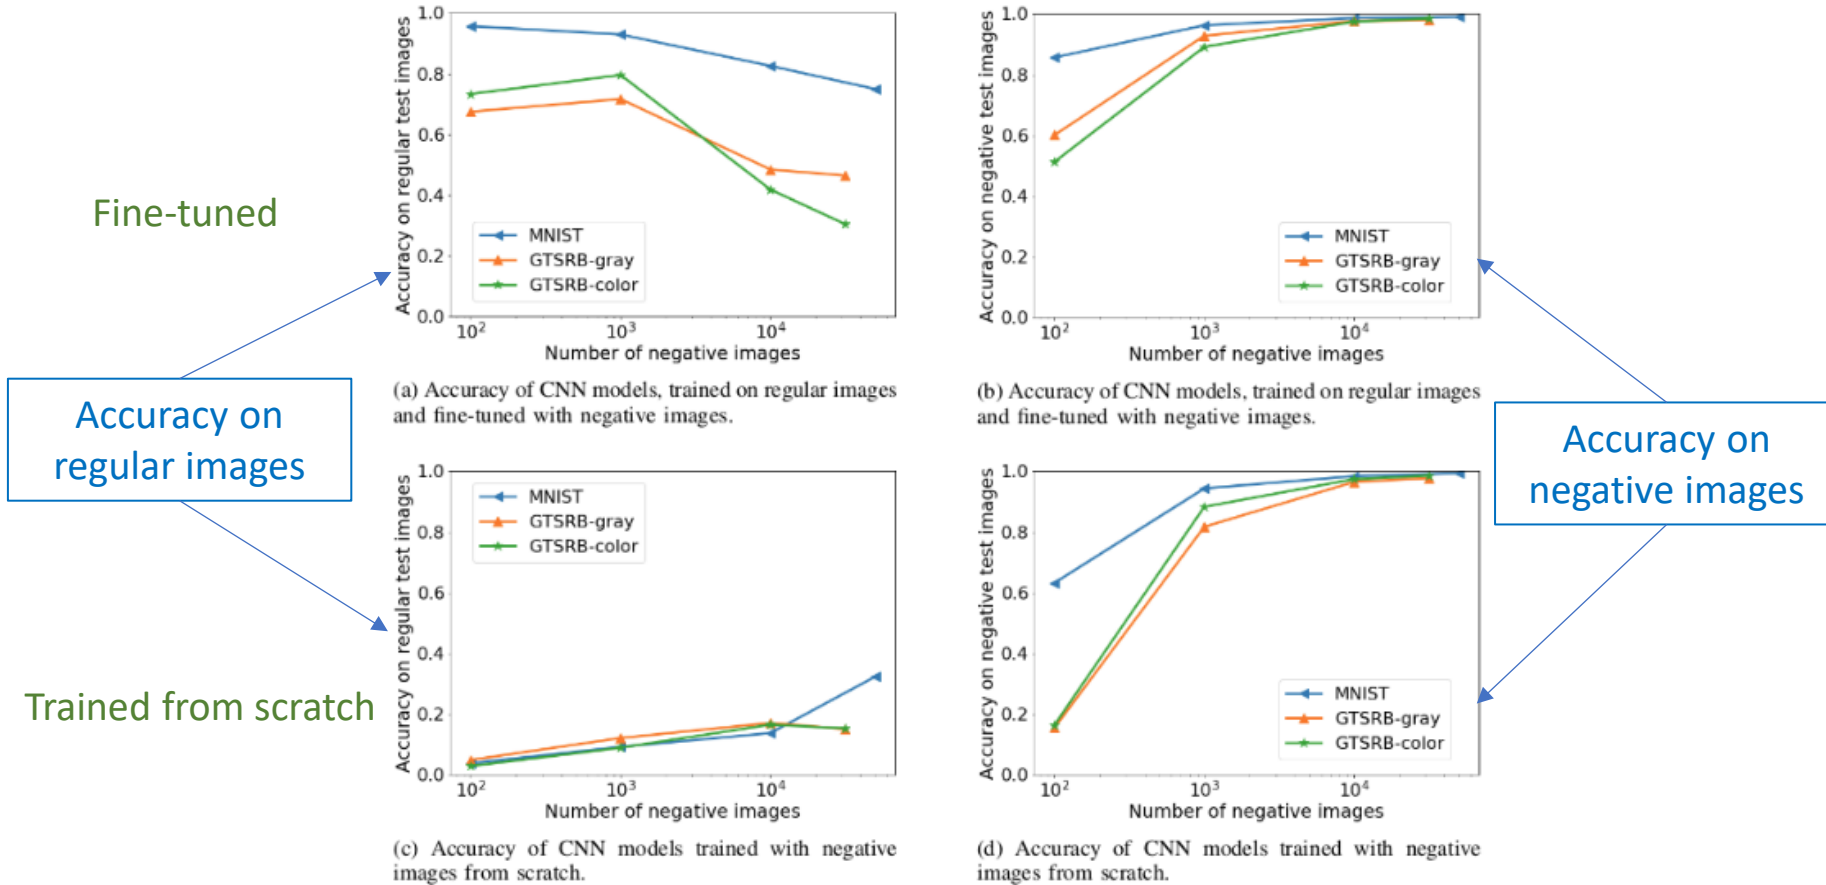 Fine-tuned
Accuracy on
regular images
Trained from scratch
Accuracy on regular test images
1.0
0.8
0.6
0.4
0.2
0.0
MNIST
GTSRB-gray
GTSRB-color
10² 10³ 10⁴
Number of negative images
(a) Accuracy of CNN models, trained on regular images
and fine-tuned with negative images.
Accuracy on negative test images
1.0
0.8
0.6
0.4
0.2
0.0
MNIST
GTSRB-gray
GTSRB-color
10² 10³ 10⁴
Number of negative images
(b) Accuracy of CNN models, trained on regular images
and fine-tuned with negative images.
Accuracy on regular test images
1.0
0.8
0.6
0.4
0.2
0.0
MNIST
GTSRB-gray
GTSRB-color
10² 10³ 10⁴
Number of negative images
(c) Accuracy of CNN models trained with negative
images from scratch.
Accuracy on negative test images
1.0
0.8
0.6
0.4
0.2
0.0
MNIST
GTSRB-gray
GTSRB-color
10² 10³ 10⁴
Number of negative images
(d) Accuracy of CNN models trained with negative
images from scratch.
Accuracy on
negative images